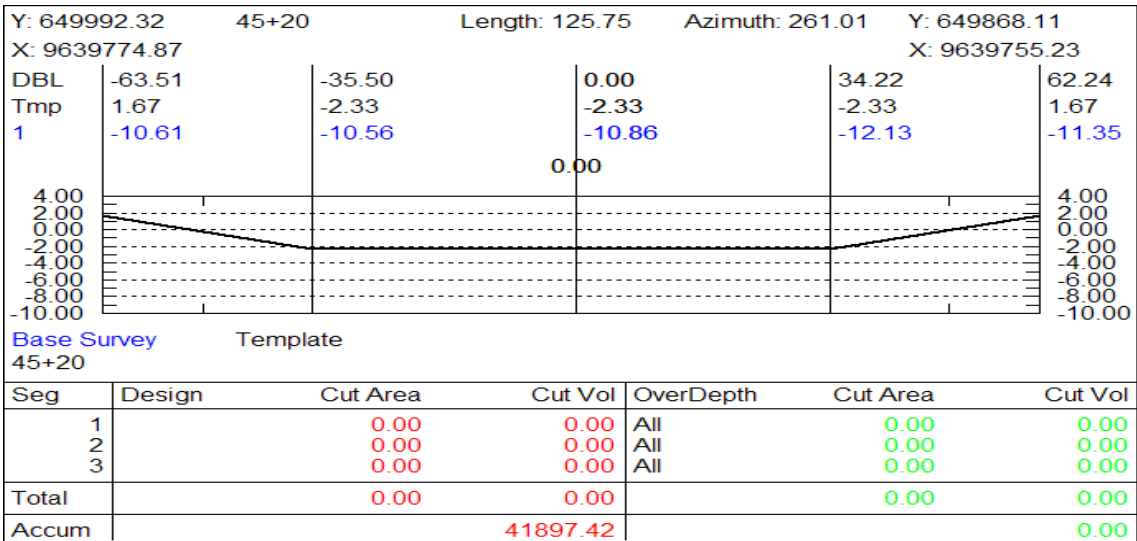 Y: 649992.32 45+20 Length: 125.75 Azimuth: 261.01 Y: 649868.11
X: 9639774.87 X: 9639755.23
DBL -63.51 -35.50 0.00 34.22 62.24
Tmp 1.67 -2.33 -2.33 -2.33 1.67
1 -10.61 -10.56 -10.86 -12.13 -11.35
0.00
4.00 4.00
2.00 2.00
0.00 0.00
-2.00 -2.00
-4.00 -4.00
-6.00 -6.00
-8.00 -8.00
-10.00 -10.00
Base Survey Template
45+20
Seg Design Cut Area Cut Vol OverDepth Cut Area Cut Vol
1 0.00 0.00 All 0.00 0.00
2 0.00 0.00 All 0.00 0.00
3 0.00 0.00 All 0.00 0.00
Total 0.00 0.00 0.00 0.00
Accum 41897.42 0.00